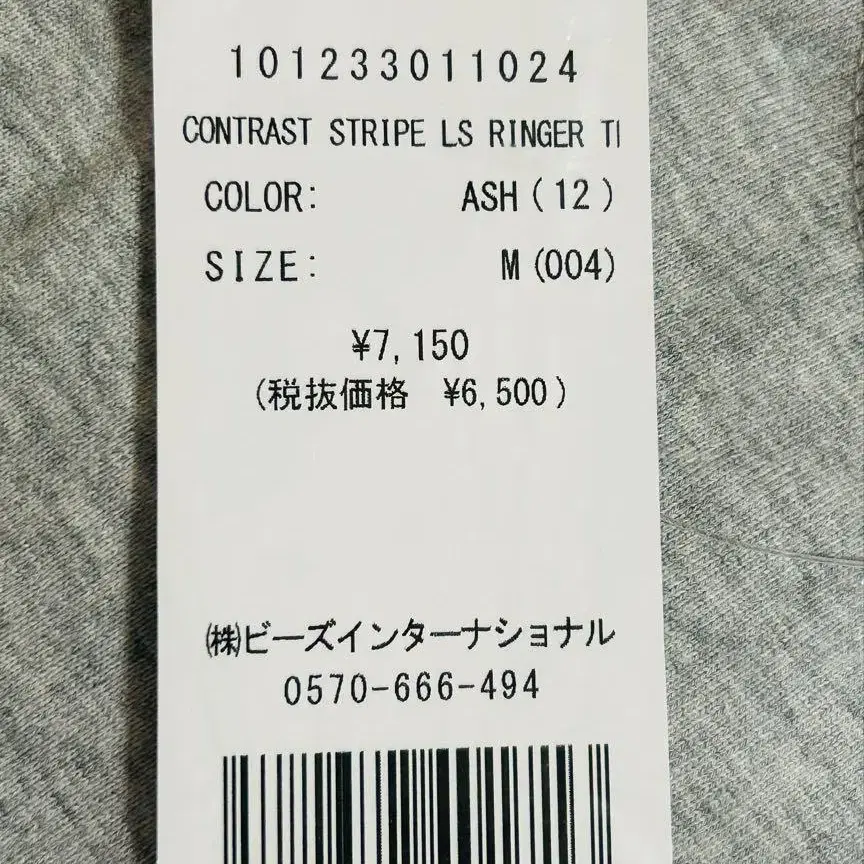 101233011024
CONTRAST STRIPE LS RINGER
COLOR: ASH(12)
SIZE: M(004)
¥7,150
(税抜価格 ¥6,500)
㈱ビーズインターナショナル
0570-666-494